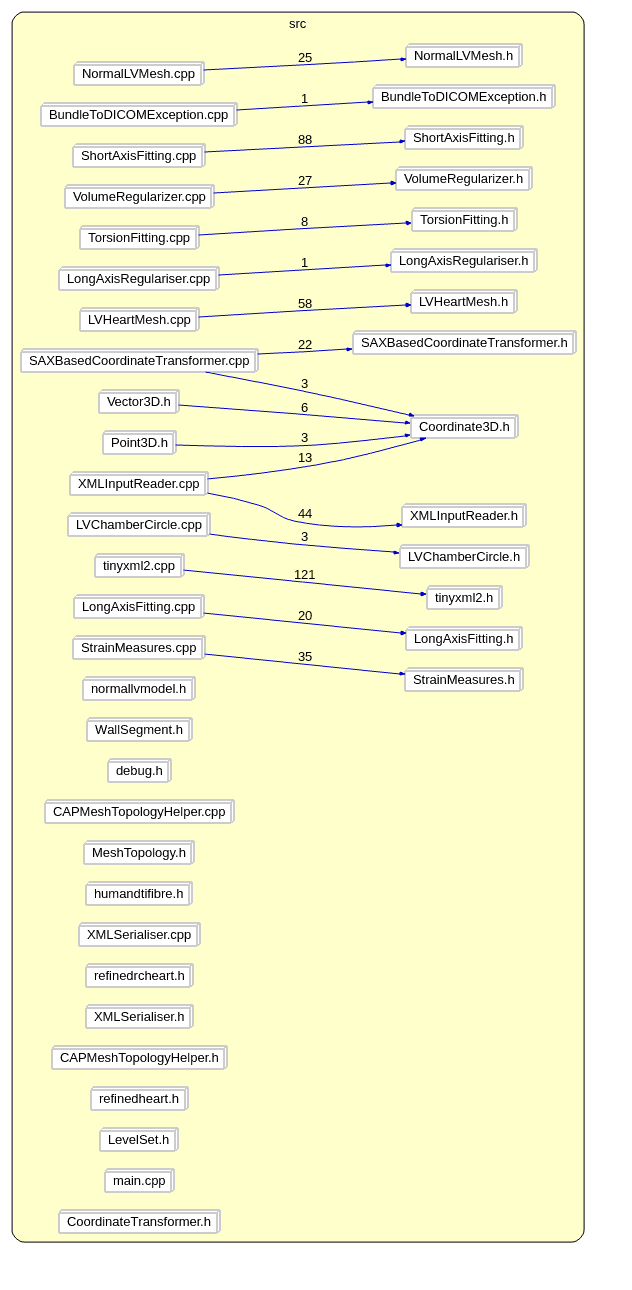 src
NormalLVMesh.cpp 25 NormalLVMesh.h
BundleToDICOMException.cpp 1 BundleToDICOMException.h
ShortAxisFitting.cpp 88 ShortAxisFitting.h
VolumeRegularizer.cpp 27 VolumeRegularizer.h
TorsionFitting.cpp 8 TorsionFitting.h
LongAxisRegulariser.cpp 1 LongAxisRegulariser.h
LVHeartMesh.cpp 58 LVHeartMesh.h
SAXBasedCoordinateTransformer.cpp 22 SAXBasedCoordinateTransformer.h
3
Vector3D.h 6 Coordinate3D.h
Point3D.h 3
13
XMLInputReader.cpp 44 XMLInputReader.h
LVChamberCircle.cpp 3 LVChamberCircle.h
tinyxml2.cpp 121 tinyxml2.h
LongAxisFitting.cpp 20 LongAxisFitting.h
StrainMeasures.cpp 35 StrainMeasures.h
normallvmodel.h
WallSegment.h
debug.h
CAPMeshTopologyHelper.cpp
MeshTopology.h
humandtifibre.h
XMLSerialiser.cpp
refinedrcheart.h
XMLSerialiser.h
CAPMeshTopologyHelper.h
refinedheart.h
LevelSet.h
main.cpp
CoordinateTransformer.h